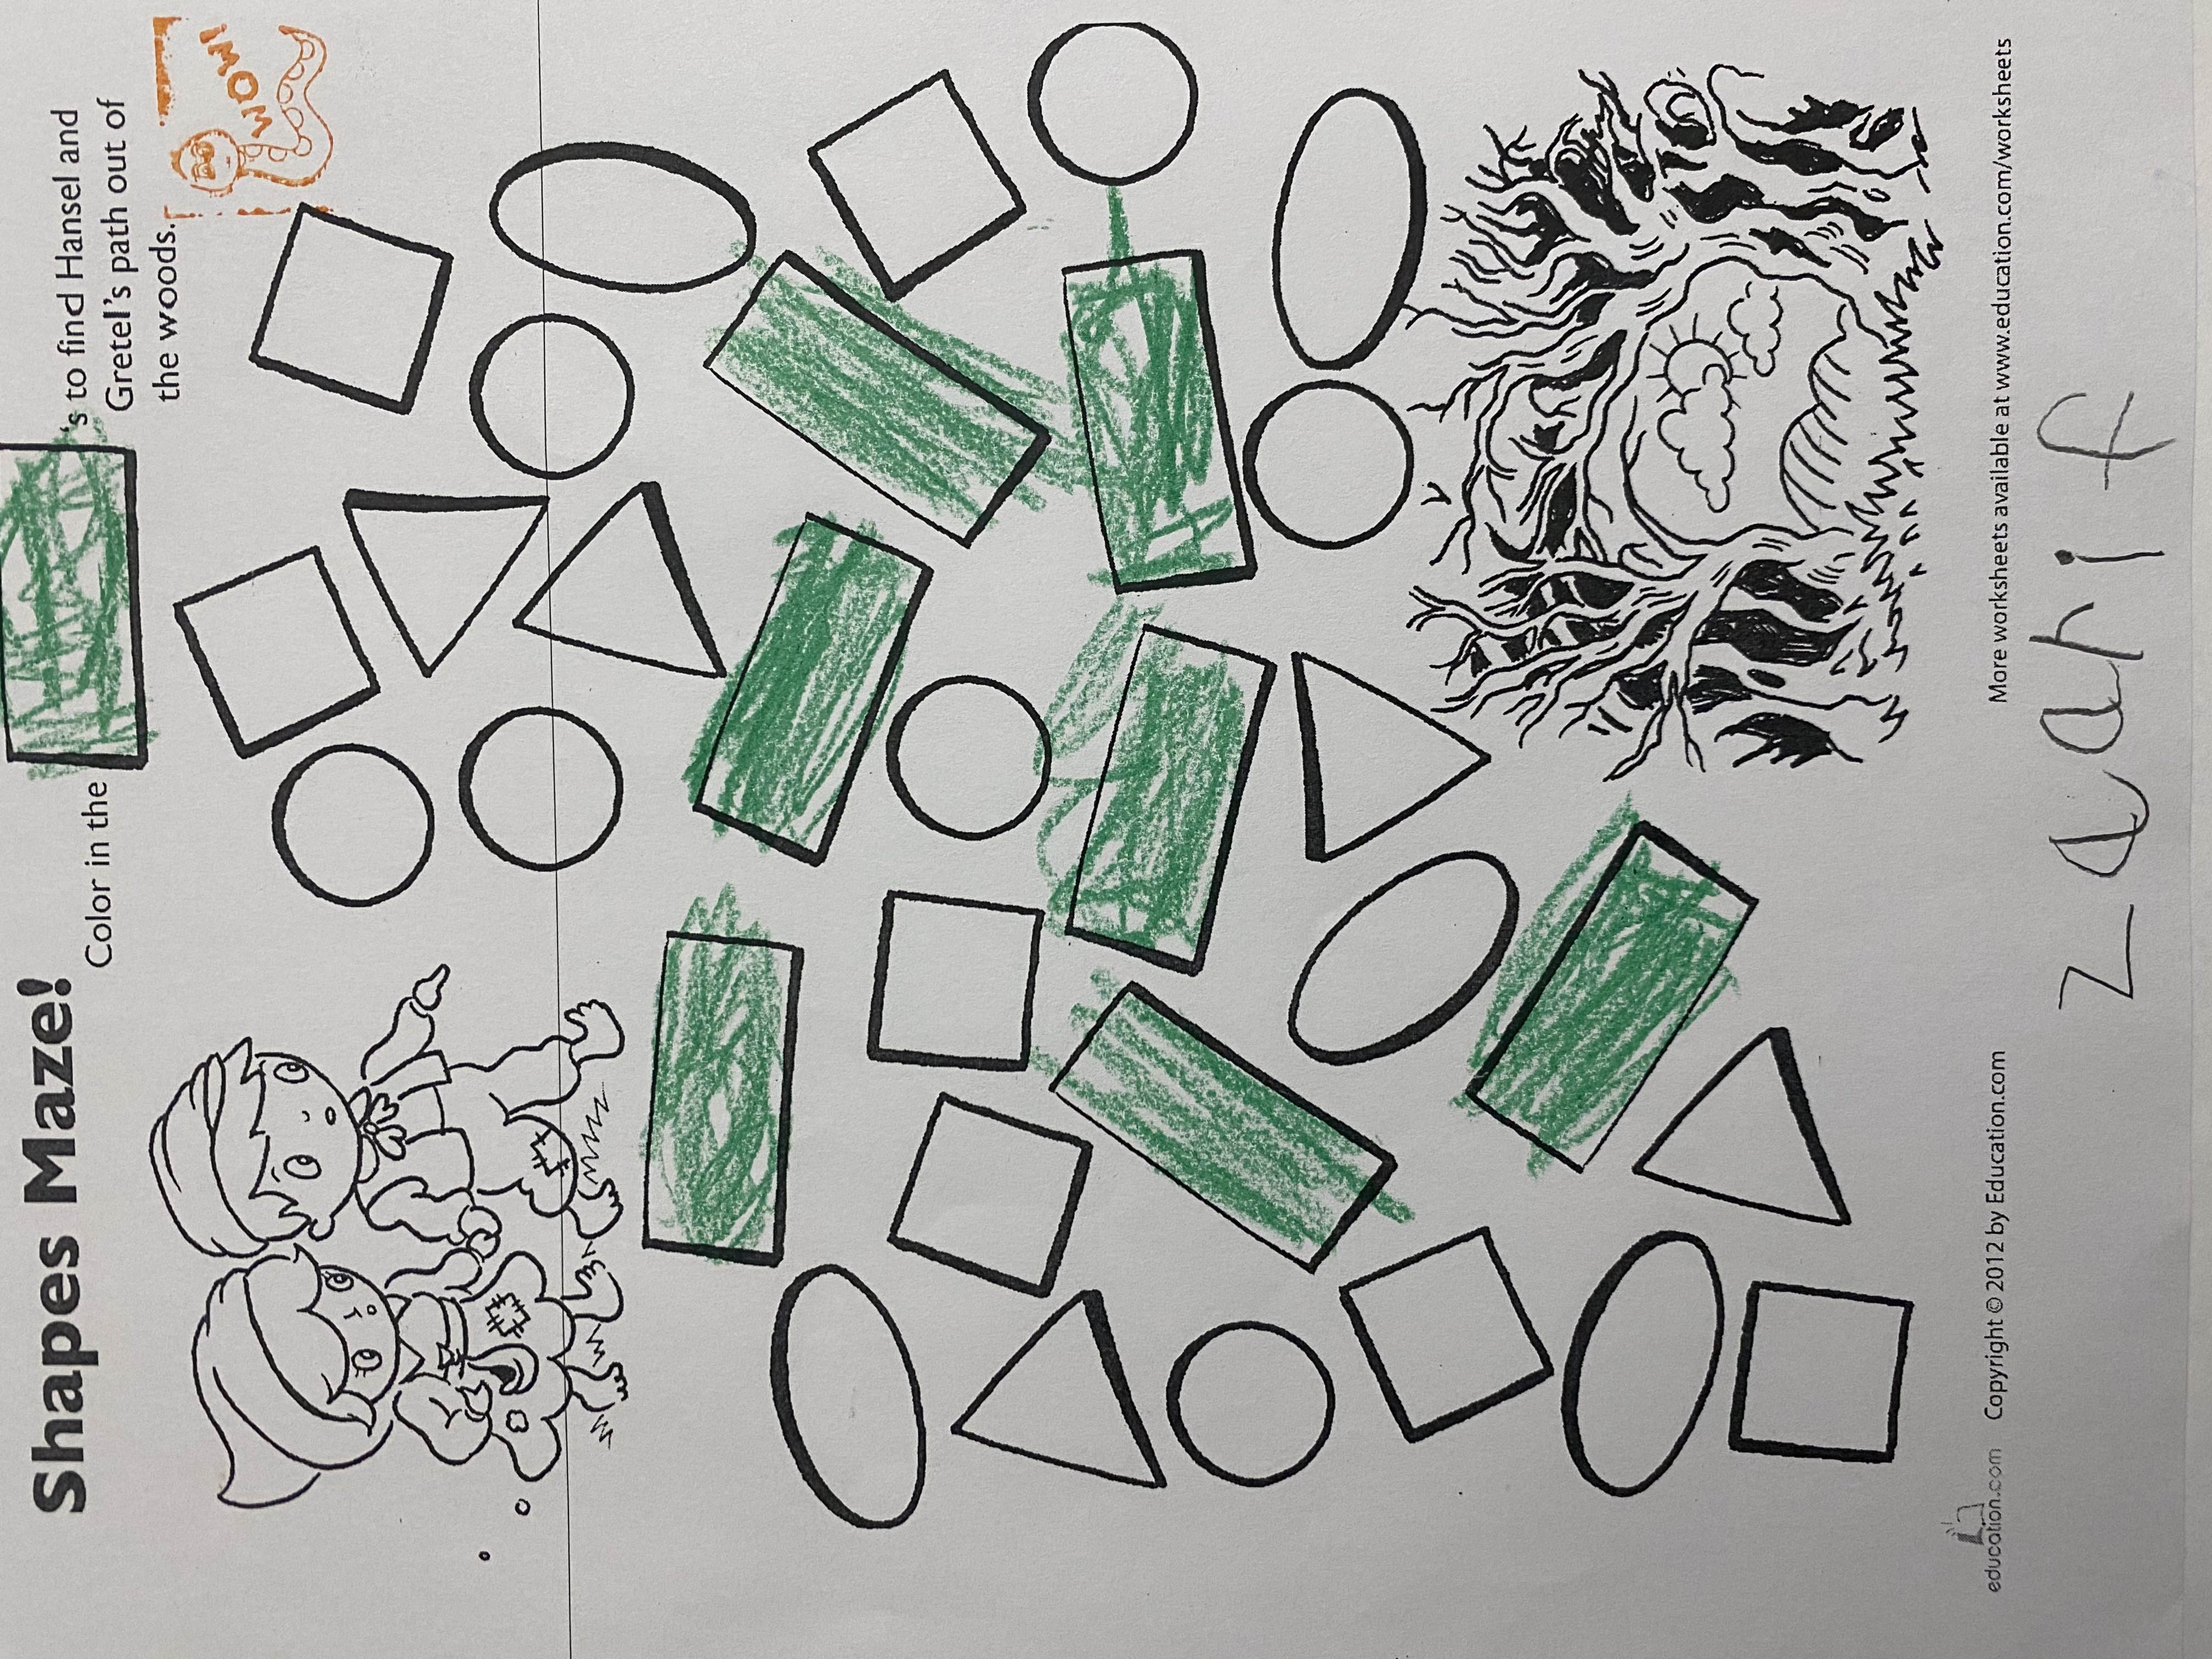 Shapes Maze!
Color in the 's to find Hansel and
Gretel's path out of
the woods.
WOW!
education.com Copyright © 2012 by Education.com More worksheets available at www.education.com/worksheets
zaarif